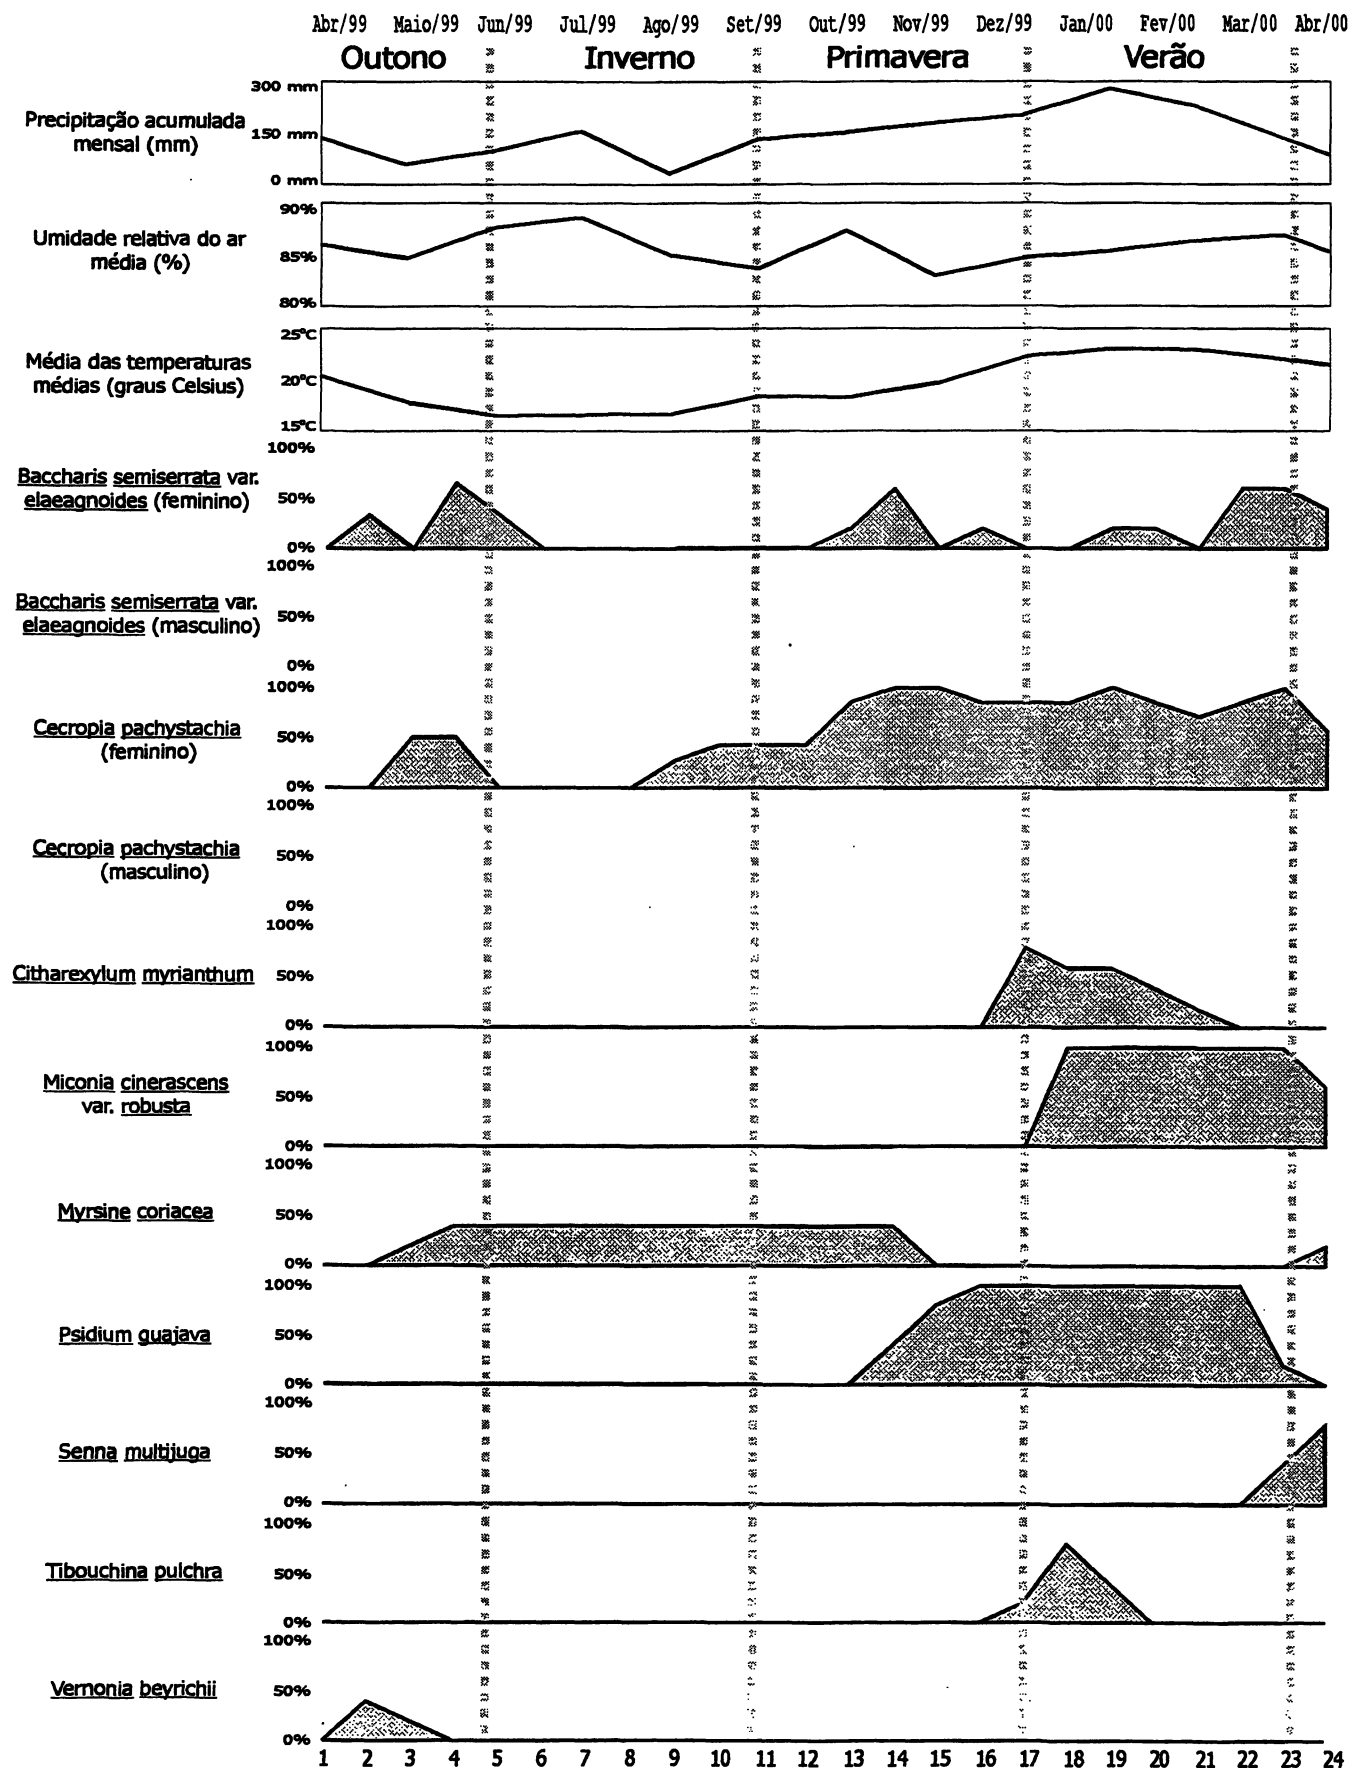 Abr/99 Maio/99 Jun/99 Jul/99 Ago/99 Set/99 Out/99 Nov/99 Dez/99 Jan/00 Fev/00 Mar/00 Abr/00
Outono Inverno Primavera Verão
300 mm
Precipitação acumulada
mensal (mm)
150 mm
0 mm
90%
Umidade relativa do ar
média (%)
85%
80%
25°C
Média das temperaturas
médias (graus Celsius)
20°C
15°C
100%
Baccharis semiserrata var.
elaeagnoides (feminino)
50%
0%
100%
Baccharis semiserrata var.
elaeagnoides (masculino)
50%
0%
100%
Cecropia pachystachia
(feminino)
50%
0%
100%
Cecropia pachystachia
(masculino)
50%
0%
100%
Citharexylum myrianthum
50%
0%
100%
Miconia cinerascens
var. robusta
50%
0%
100%
Myrsine coriacea
50%
0%
100%
Psidium guajava
50%
0%
100%
Senna multijuga
50%
0%
100%
Tibouchina pulchra
50%
0%
100%
Vernonia beyrichii
50%
0%
1 2 3 4 5 6 7 8 9 10 11 12 13 14 15 16 17 18 19 20 21 22 23 24